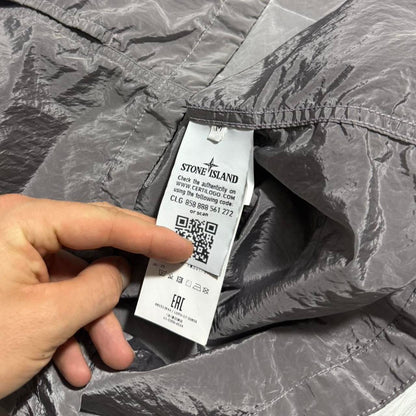 STONE ISLAND
Check the authenticity on
WWW.CERTILOGO.COM
using the following code:
CLG 858 888 561 272
or scan
EAC